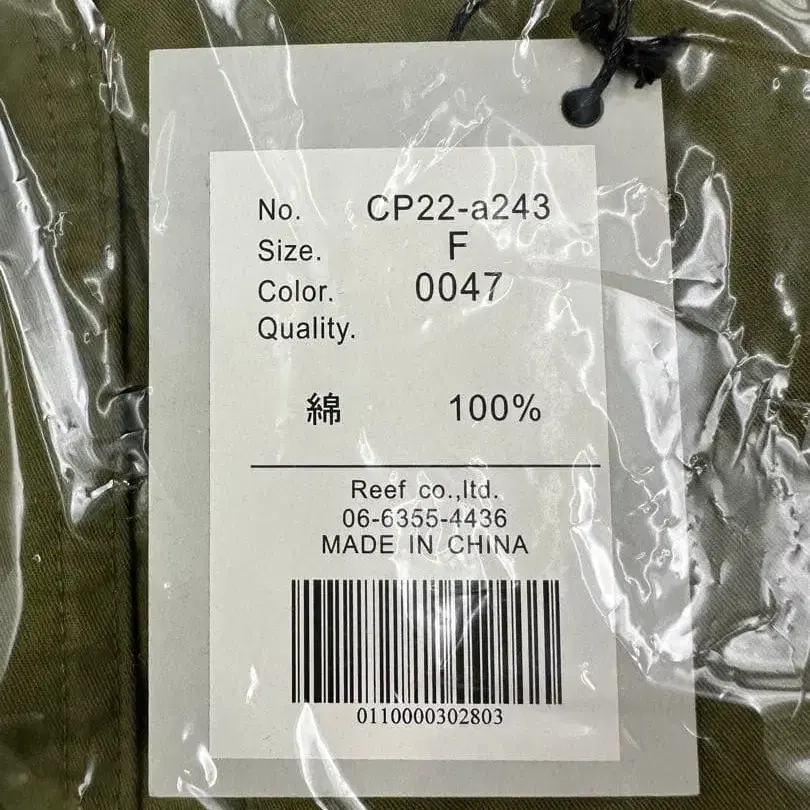 No. CP22-a243
Size. F
Color. 0047
Quality.
綿 100%
Reef co.,ltd.
06-6355-4436
MADE IN CHINA
0110000302803